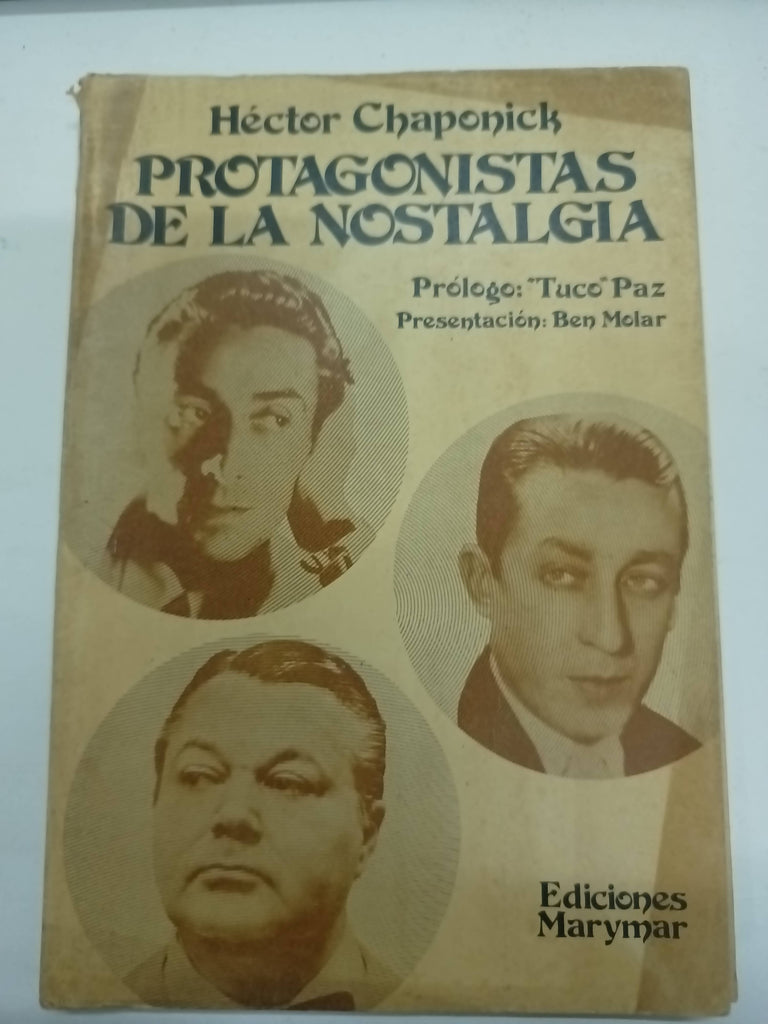 Héctor Chaponick
PROTAGONISTAS
DE LA NOSTALGIA
Prólogo: "Tuco" Paz
Presentación: Ben Molar
Ediciones
Marymar